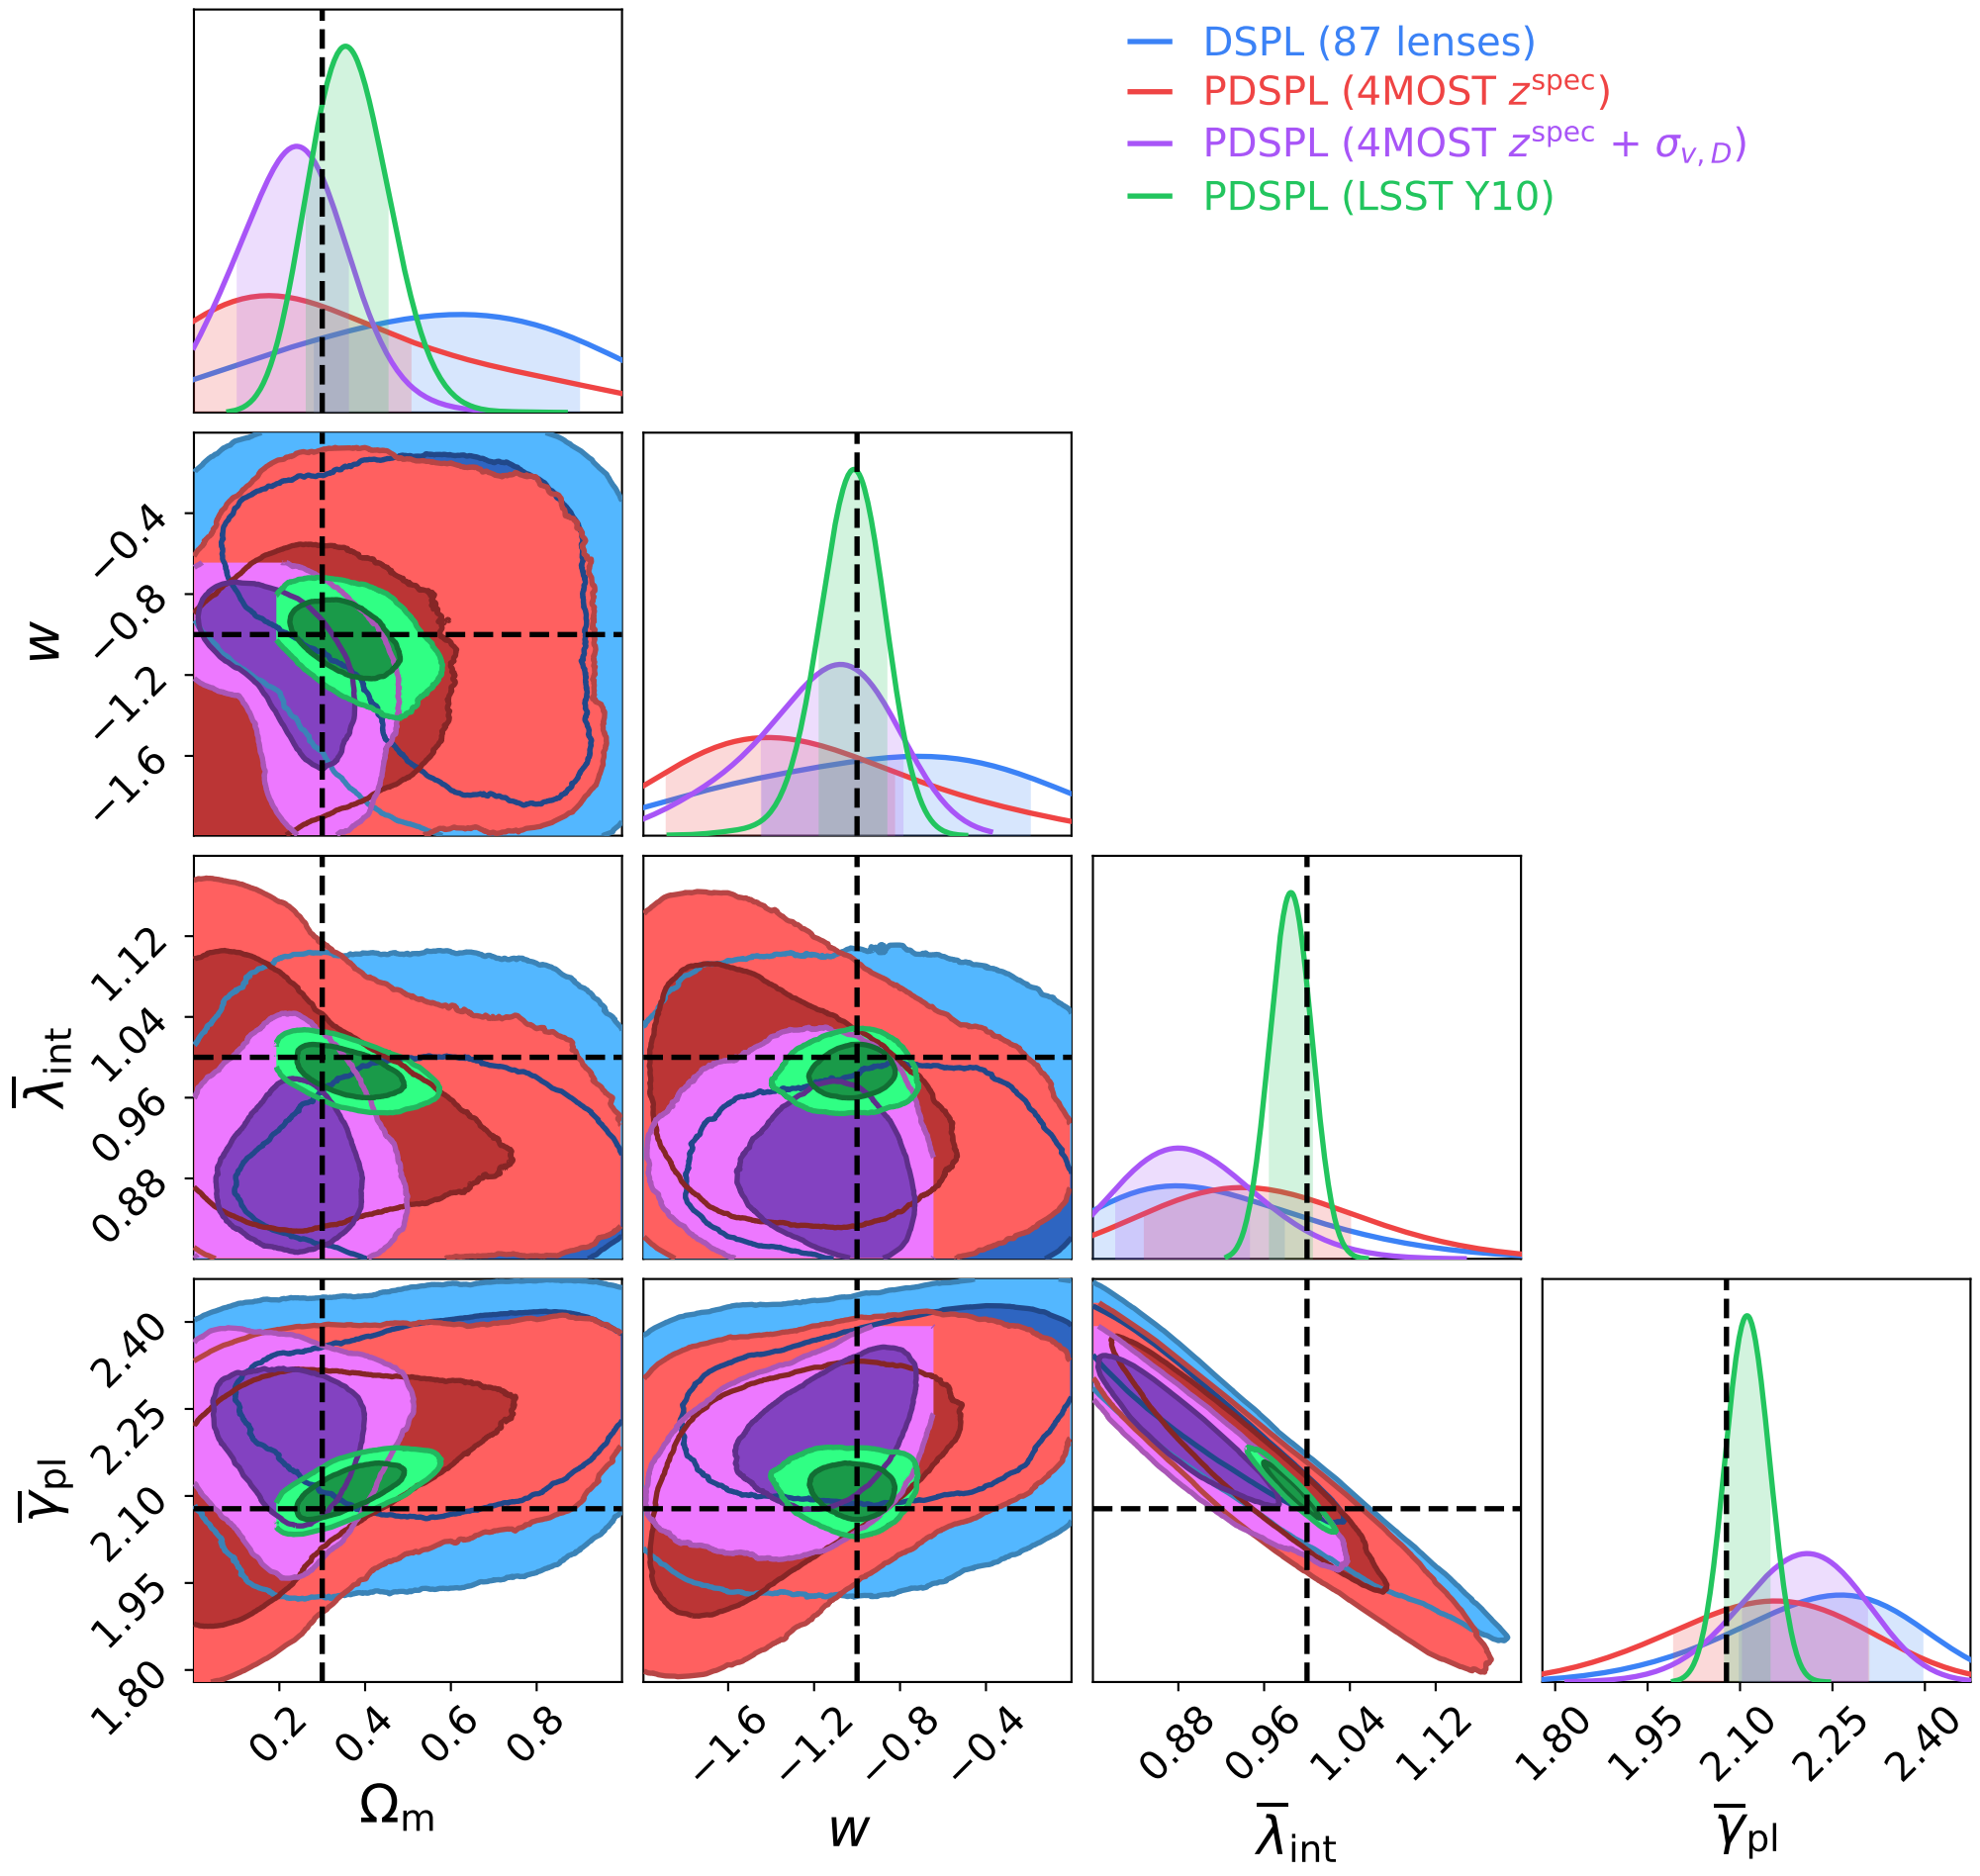 DSPL (87 lenses)
PDSPL (4MOST z^spec)
PDSPL (4MOST z^spec + σ_v, D)
PDSPL (LSST Y10)
w
−0.4
−0.8
−1.2
−1.6
λ̅_int
1.12
1.04
0.96
0.88
γ̅_pl
2.40
2.25
2.10
1.95
1.80
0.2 0.4 0.6 0.8
−1.6 −1.2 −0.8 −0.4
0.88 0.96 1.04 1.12
1.80 1.95 2.10 2.25 2.40
Ω_m
w
λ̅_int
γ̅_pl